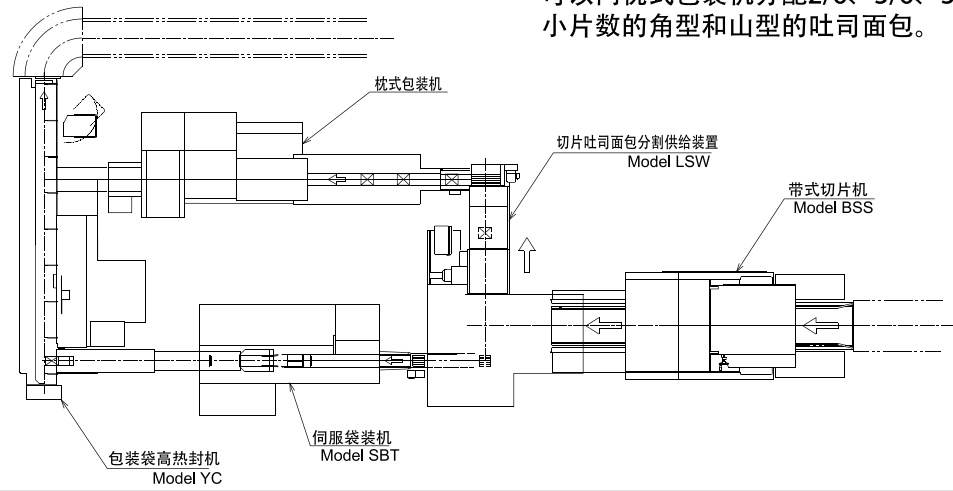 小片数的角型和山型的吐司面包。
枕式包装机
切片吐司面包分割供给装置
Model LSW
带式切片机
Model BSS
伺服袋装机
Model SBT
包装袋高热封机
Model YC